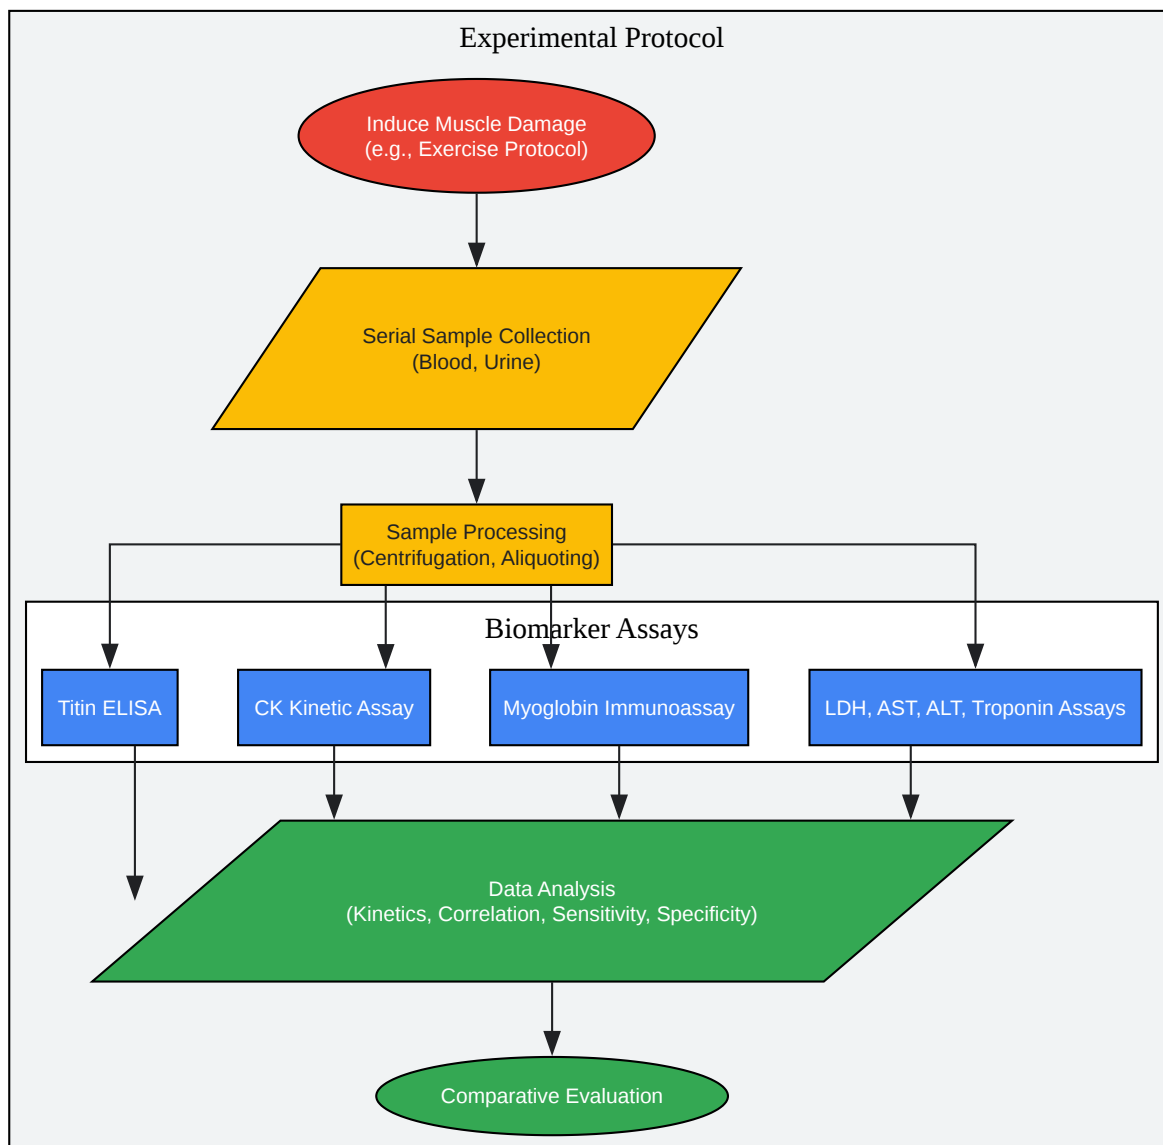 Experimental Protocol
Induce Muscle Damage
(e.g., Exercise Protocol)
Serial Sample Collection
(Blood, Urine)
Sample Processing
(Centrifugation, Aliquoting)
Biomarker Assays
Titin ELISA
CK Kinetic Assay
Myoglobin Immunoassay
LDH, AST, ALT, Troponin Assays
Data Analysis
(Kinetics, Correlation, Sensitivity, Specificity)
Comparative Evaluation